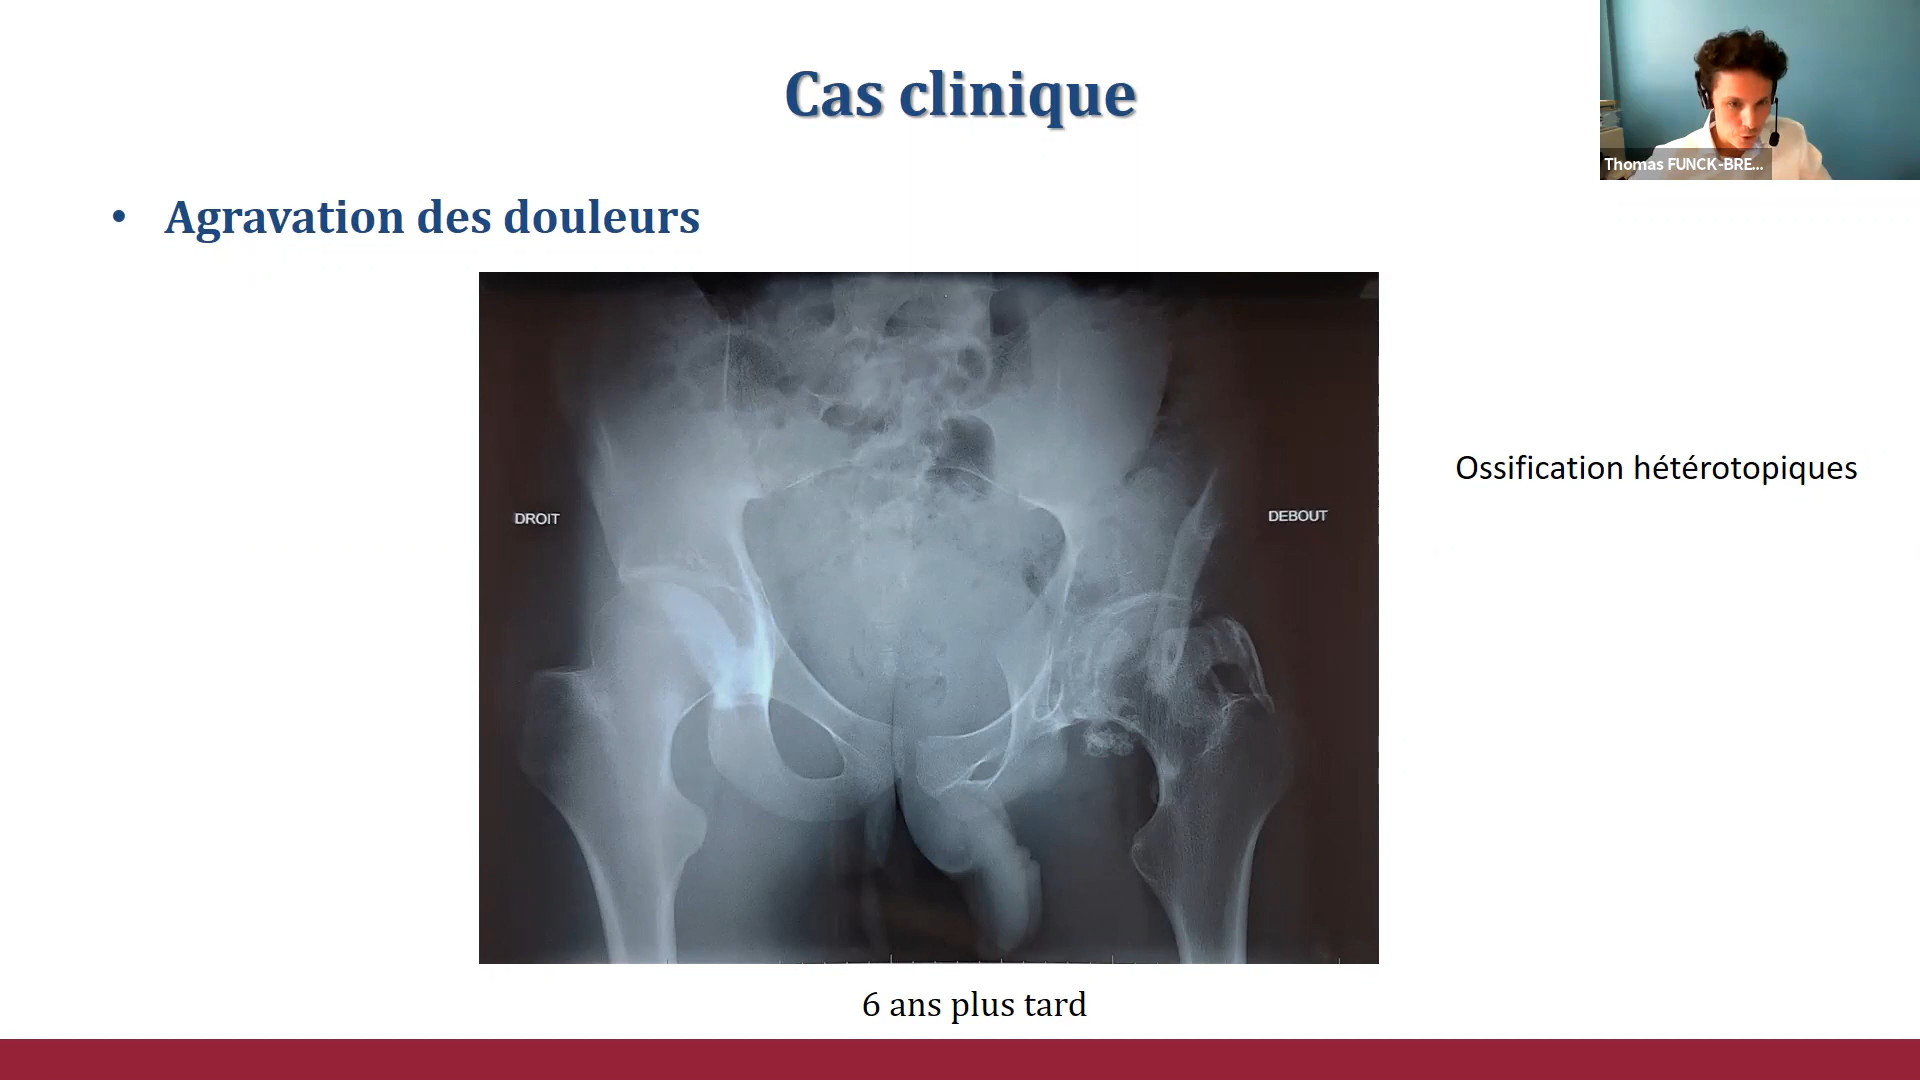 Cas clinique
Thomas FUNCK-BRE...
• Agravation des douleurs
Ossification hétérotopiques
DROIT
DEBOUT
6 ans plus tard